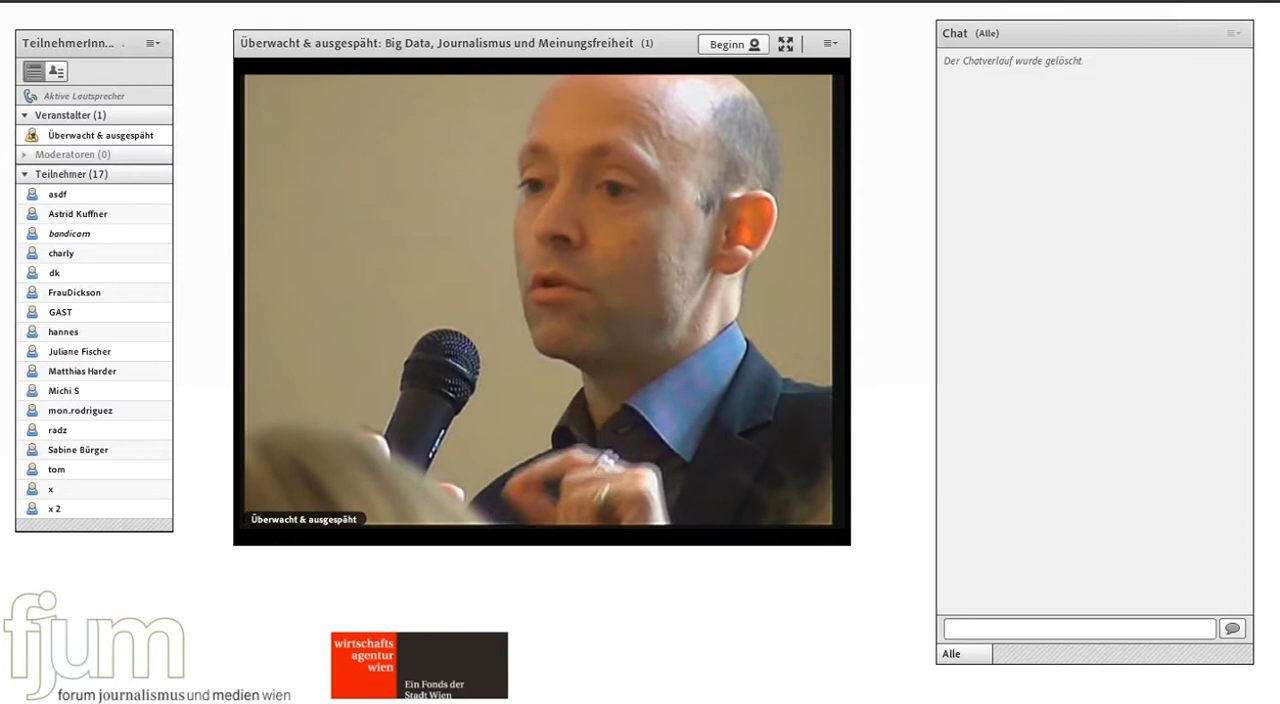 TeilnehmerInn... .
Aktive Lautsprecher
Veranstalter (1)
Überwacht & ausgespäht
Moderatoren (0)
Teilnehmer (17)
asdf
Astrid Kuffner
bandicam
charly
dk
FrauDickson
GAST
hannes
Juliane Fischer
Matthias Harder
Michi S
mon.rodriguez
radz
Sabine Bürger
tom
x
x 2
Überwacht & ausgespäht: Big Data, Journalismus und Meinungsfreiheit (1)
Beginn
Überwacht & ausgespäht
Chat (Alle)
Der Chatverlauf wurde gelöscht.
Alle
fjum
forum journalismus und medien wien
wirtschafts
agentur
wien
Ein Fonds der
Stadt Wien